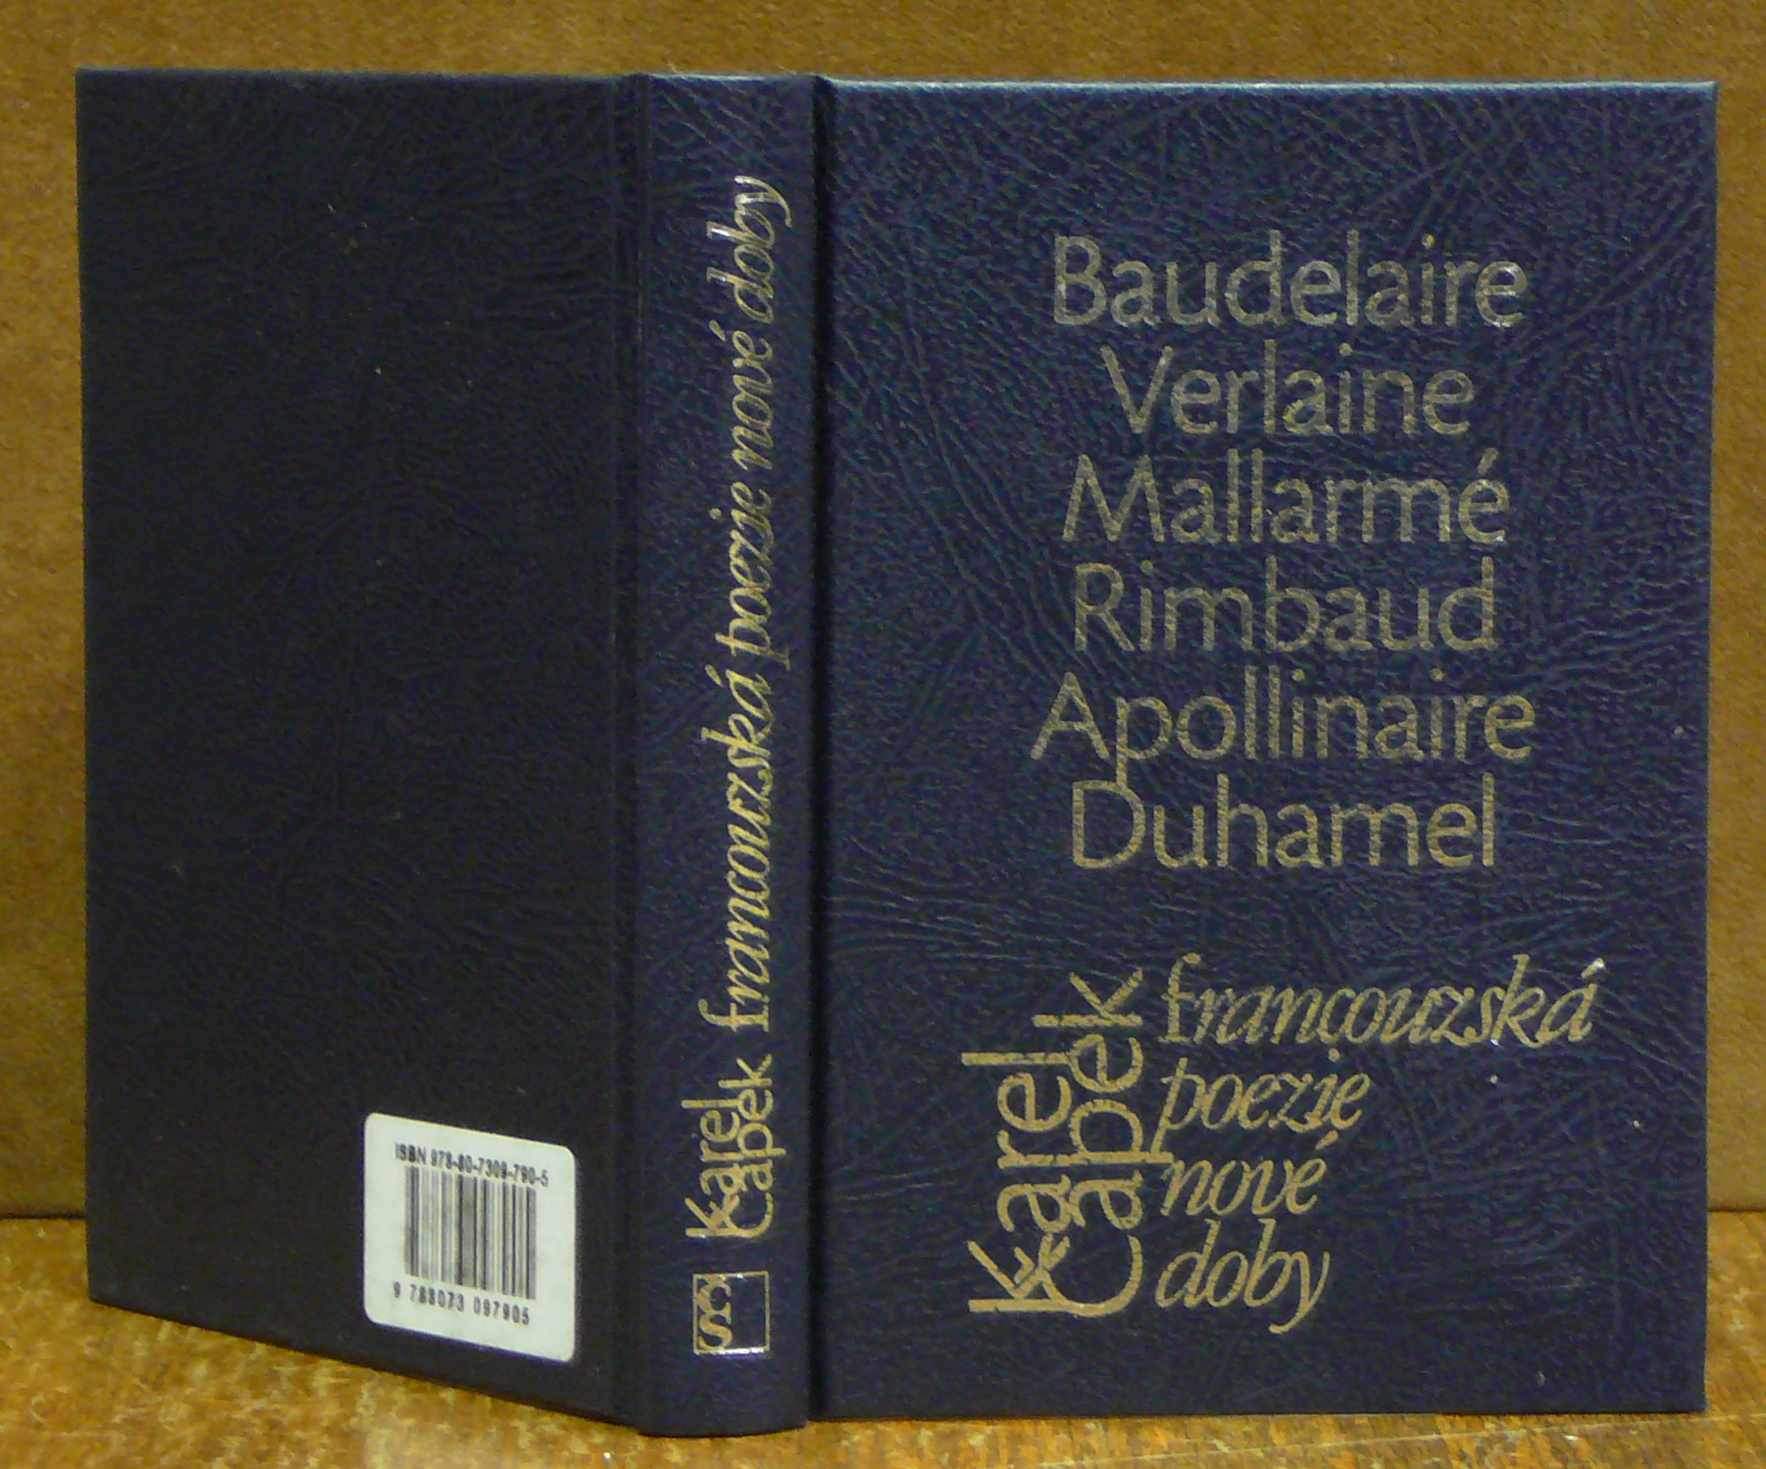 Baudelaire
Verlaine
Mallarmé
Rimbaud
Apollinaire
Duhamel
Karel
Čapek
francouzská
poezie
nové
doby
Karel
Čapek
francouzská poezie nové doby
ISBN 978-80-7309-790-5
9 788073 097905